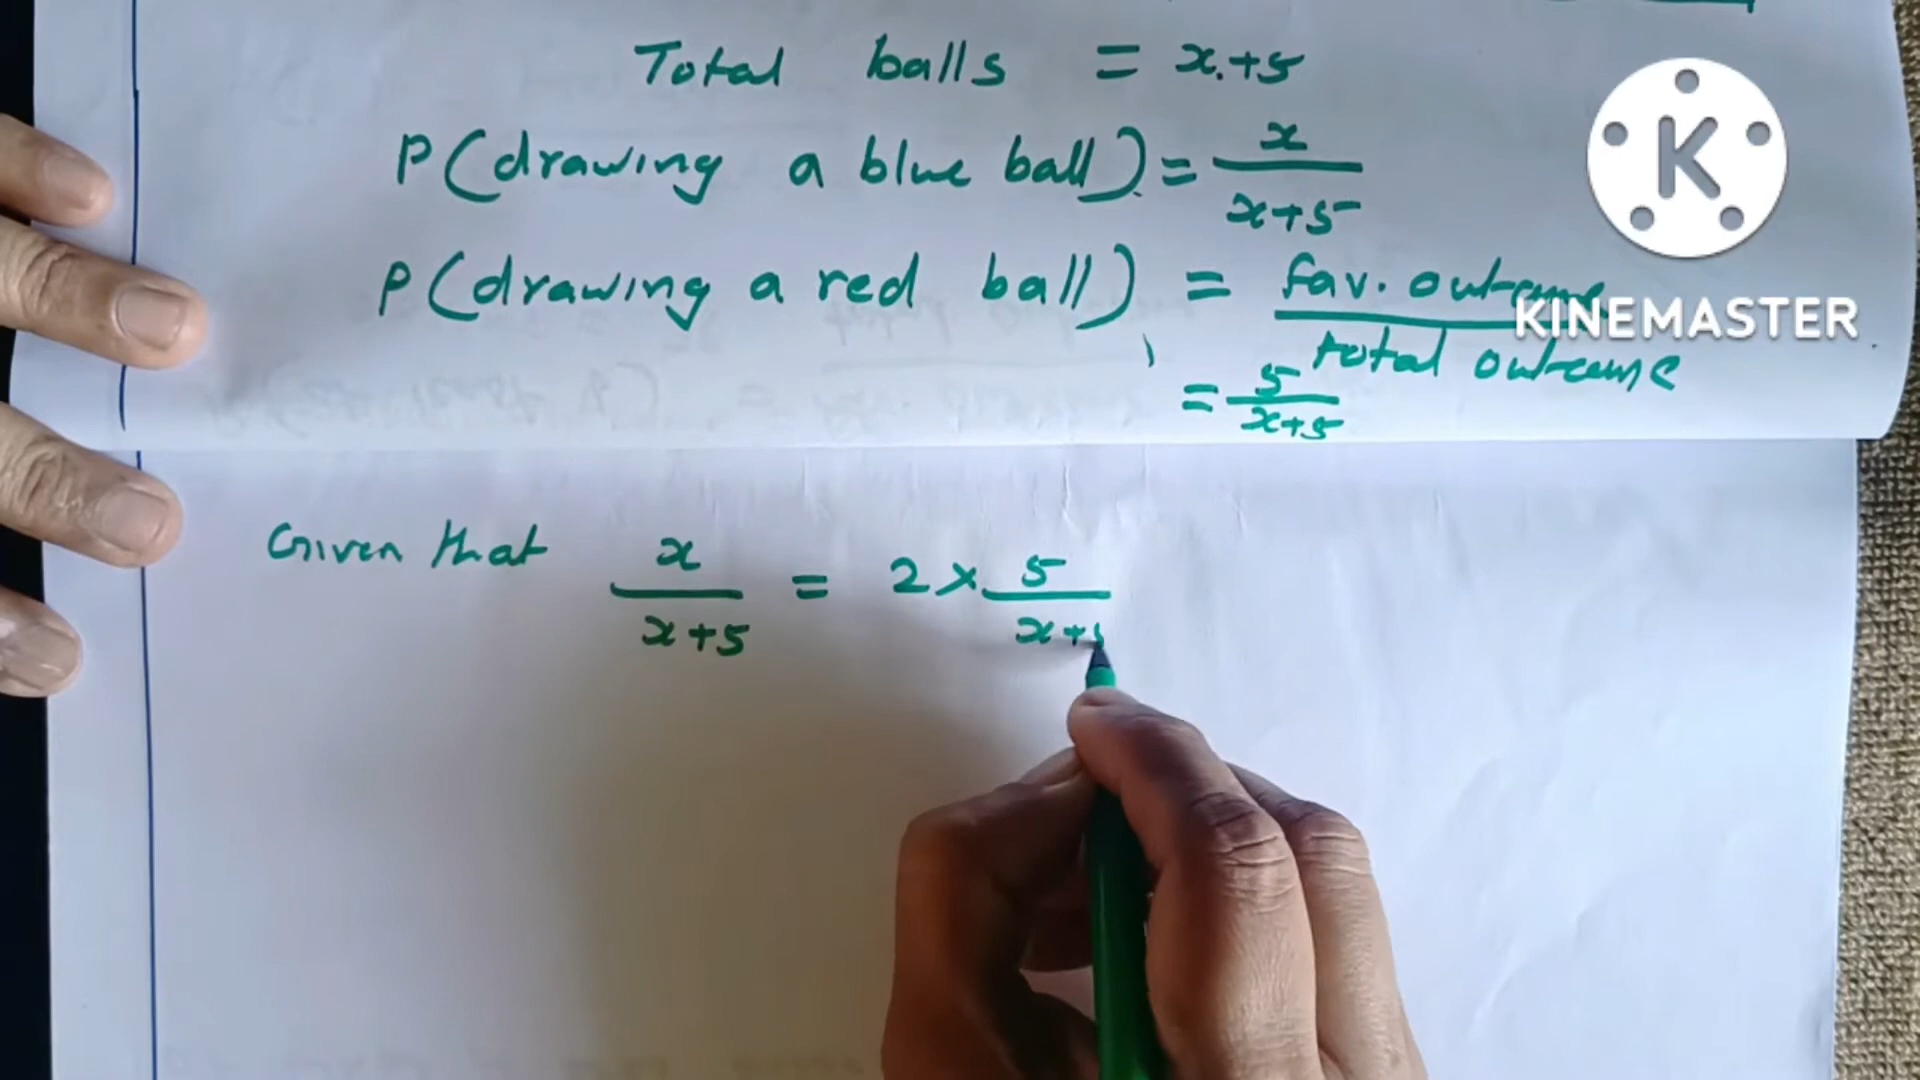 Total balls = x+5
P(drawing a blue ball) = x/(x+5)
P(drawing a red ball) = fav. outcome/total outcome
= 5/(x+5)
Given that x/(x+5) = 2 × 5/(x+
K
KINEMASTER